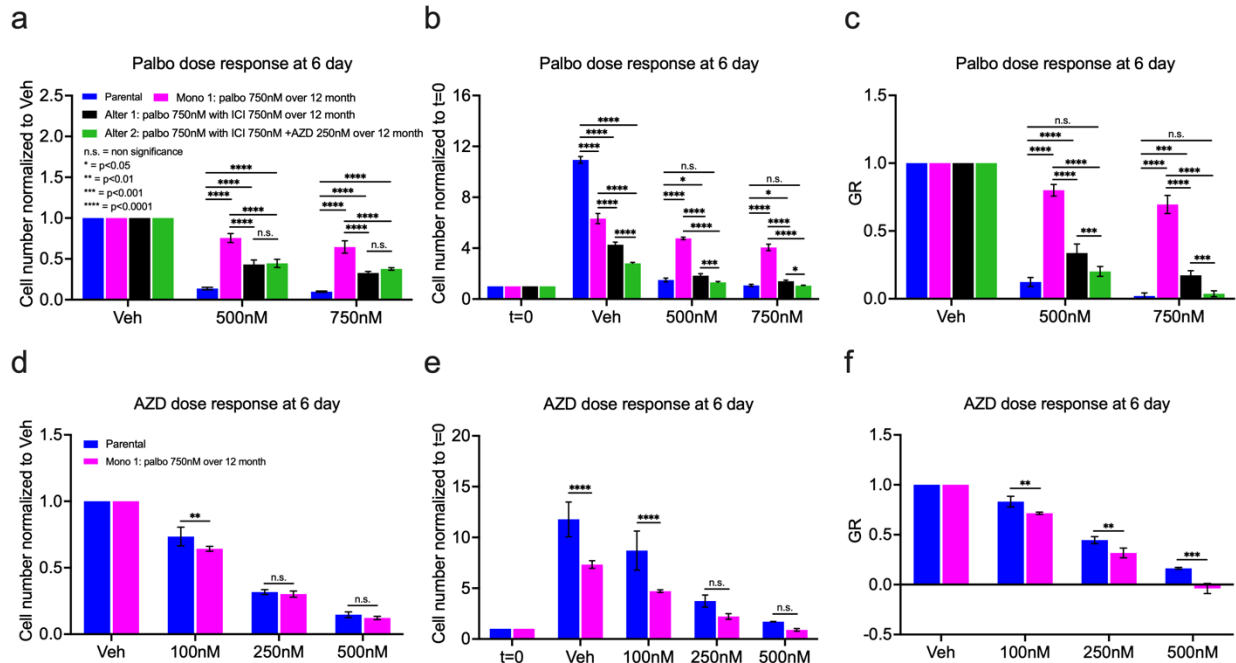 a
Palbo dose response at 6 day
Cell number normalized to Veh
2.5
2.0
1.5
1.0
0.5
0.0
Parental
Mono 1: palbo 750nM over 12 month
Alter 1: palbo 750nM with ICI 750nM over 12 month
Alter 2: palbo 750nM with ICI 750nM +AZD 250nM over 12 month
n.s. = non significance
* = p<0.05
** = p<0.01
*** = p<0.001
**** = p<0.0001
****
****
****
****
****
n.s.
****
****
****
****
****
n.s.
Veh
500nM
750nM
b
Palbo dose response at 6 day
Cell number normalized to t=0
16
12
8
4
0
****
****
****
****
****
****
n.s.
*
****
****
****
***
n.s.
*
****
****
****
*
t=0
Veh
500nM
750nM
c
Palbo dose response at 6 day
GR
1.5
1.0
0.5
0.0
n.s.
****
****
****
****
***
n.s.
***
****
****
****
***
Veh
500nM
750nM
d
AZD dose response at 6 day
Cell number normalized to Veh
1.5
1.0
0.5
0.0
Parental
Mono 1: palbo 750nM over 12 month
**
n.s.
n.s.
Veh
100nM
250nM
500nM
e
AZD dose response at 6 day
Cell number normalized to t=0
20
15
10
5
0
****
****
n.s.
n.s.
t=0
Veh
100nM
250nM
500nM
f
AZD dose response at 6 day
GR
1.5
1.0
0.5
0.0
-0.5
**
**
***
Veh
100nM
250nM
500nM